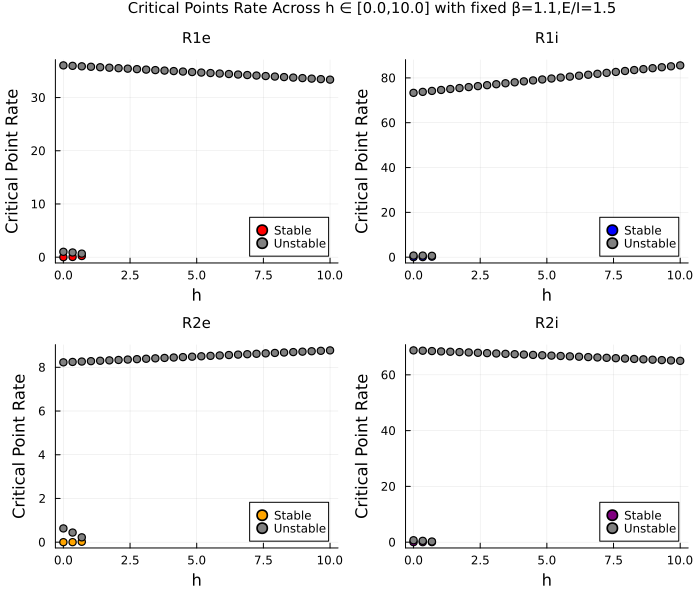 Critical Points Rate Across h ∈ [0.0,10.0] with fixed β=1.1,E/I=1.5
R1e
Critical Point Rate
30
20
10
0
0.0 2.5 5.0 7.5 10.0
h
Stable
Unstable
R1i
Critical Point Rate
80
60
40
20
0
0.0 2.5 5.0 7.5 10.0
h
Stable
Unstable
R2e
Critical Point Rate
8
6
4
2
0
0.0 2.5 5.0 7.5 10.0
h
Stable
Unstable
R2i
Critical Point Rate
60
40
20
0
0.0 2.5 5.0 7.5 10.0
h
Stable
Unstable